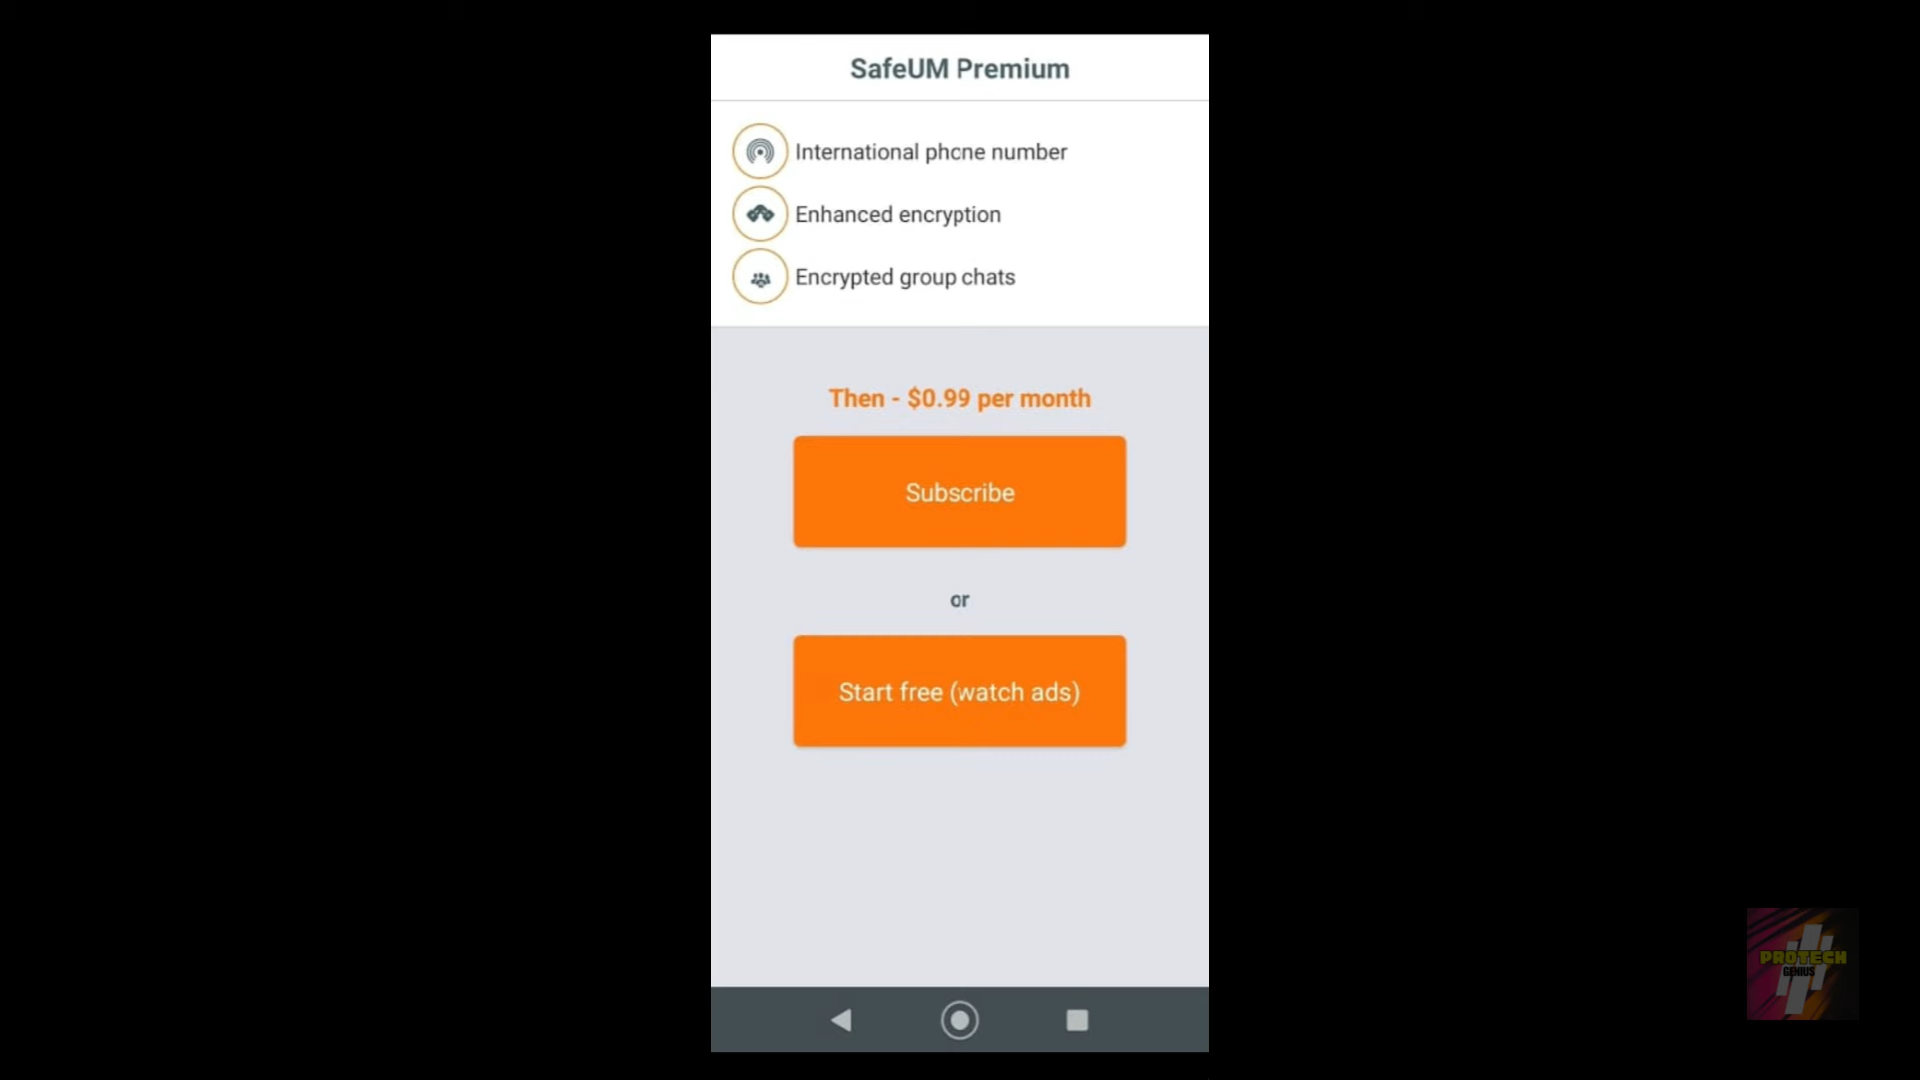 SafeUM Premium
International phone number
Enhanced encryption
Encrypted group chats
Then - $0.99 per month
Subscribe
or
Start free (watch ads)
PROTECH
GENIUS